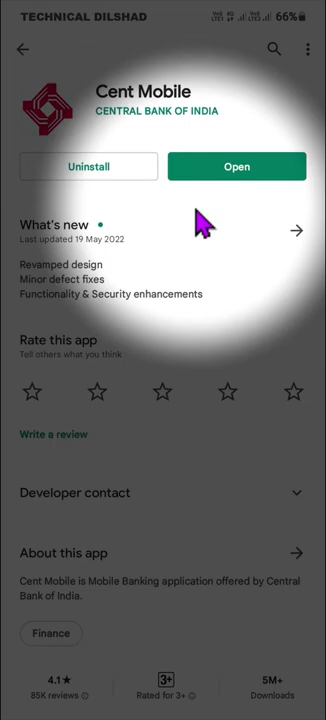 TECHNICAL DILSHAD
66%
Cent Mobile
CENTRAL BANK OF INDIA
Uninstall
Open
What's new
Last updated 19 May 2022
Revamped design
Minor defect fixes
Functionality & Security enhancements
Rate this app
Tell others what you think
Write a review
Developer contact
About this app
Cent Mobile is Mobile Banking application offered by Central
Bank of India.
Finance
4.1★ 3+ 5M+
85K reviews Rated for 3+ Downloads